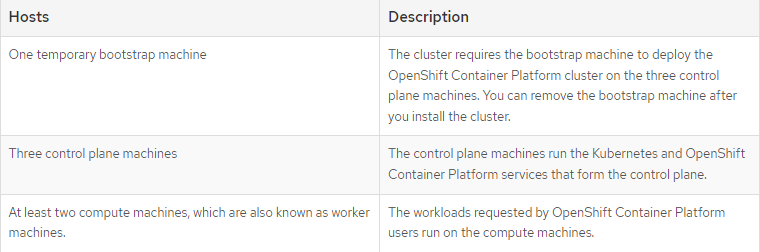 Hosts
Description
One temporary bootstrap machine
The cluster requires the bootstrap machine to deploy the
OpenShift Container Platform cluster on the three control
plane machines. You can remove the bootstrap machine after
you install the cluster.
Three control plane machines
The control plane machines run the Kubernetes and OpenShift
Container Platform services that form the control plane.
At least two compute machines, which are also known as worker
machines.
The workloads requested by OpenShift Container Platform
users run on the compute machines.